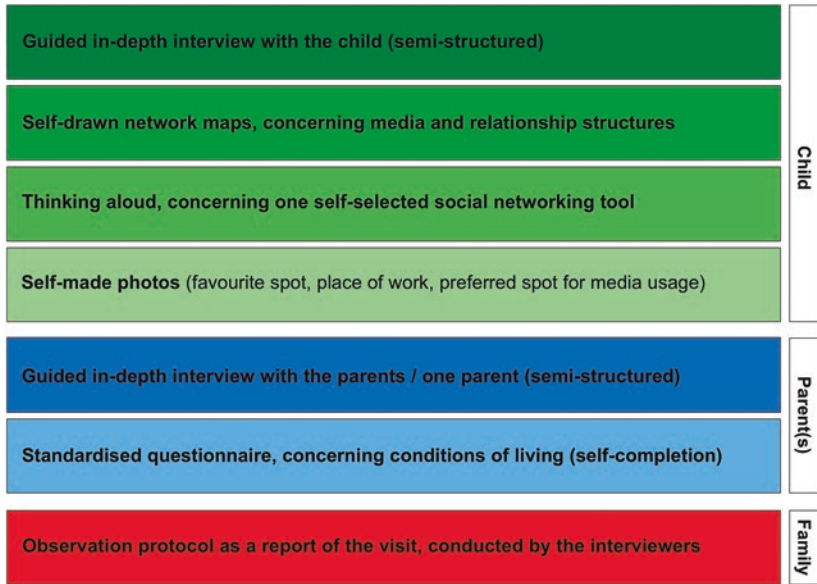 Guided in-depth interview with the child (semi-structured)
Self-drawn network maps, concerning media and relationship structures
Thinking aloud, concerning one self-selected social networking tool
Self-made photos (favourite spot, place of work, preferred spot for media usage)
Child
Guided in-depth interview with the parents / one parent (semi-structured)
Standardised questionnaire, concerning conditions of living (self-completion)
Parent(s)
Observation protocol as a report of the visit, conducted by the interviewers
Family